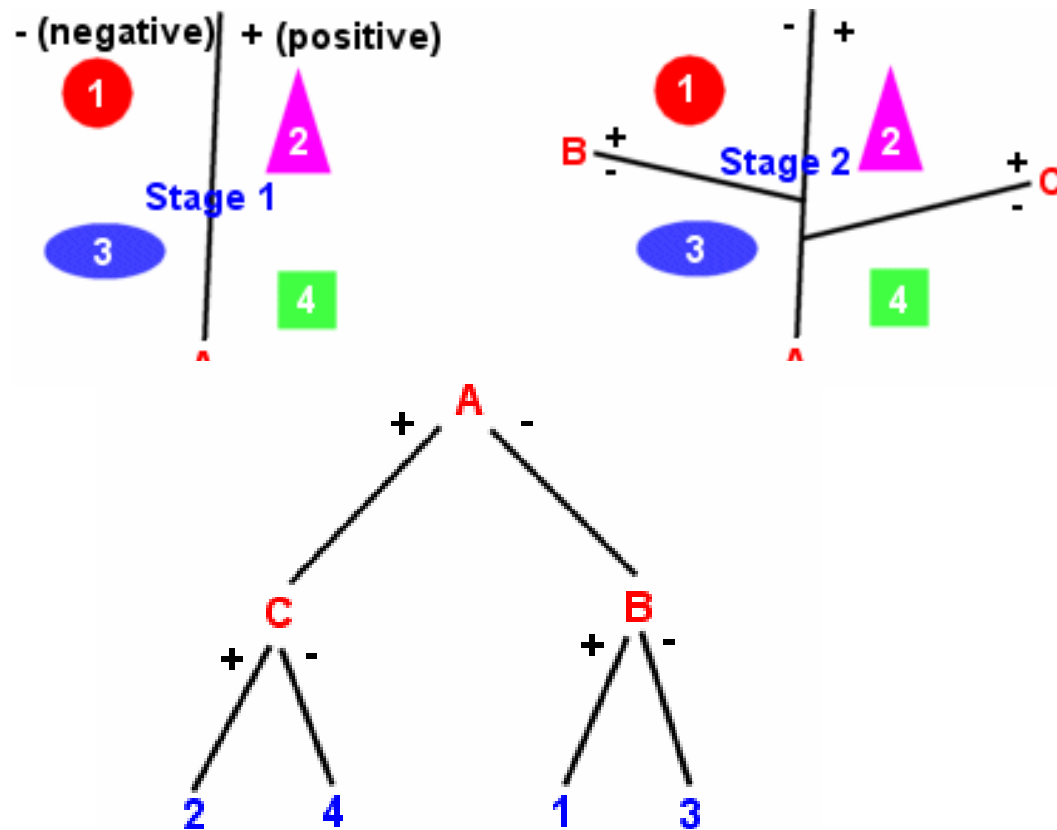 - (negative) + (positive)
1
2
Stage 1
3
4
A
- +
1
2
B + -
Stage 2
+ C -
3
4
A
A
+ -
C
B
+ -
+ -
2 4 1 3